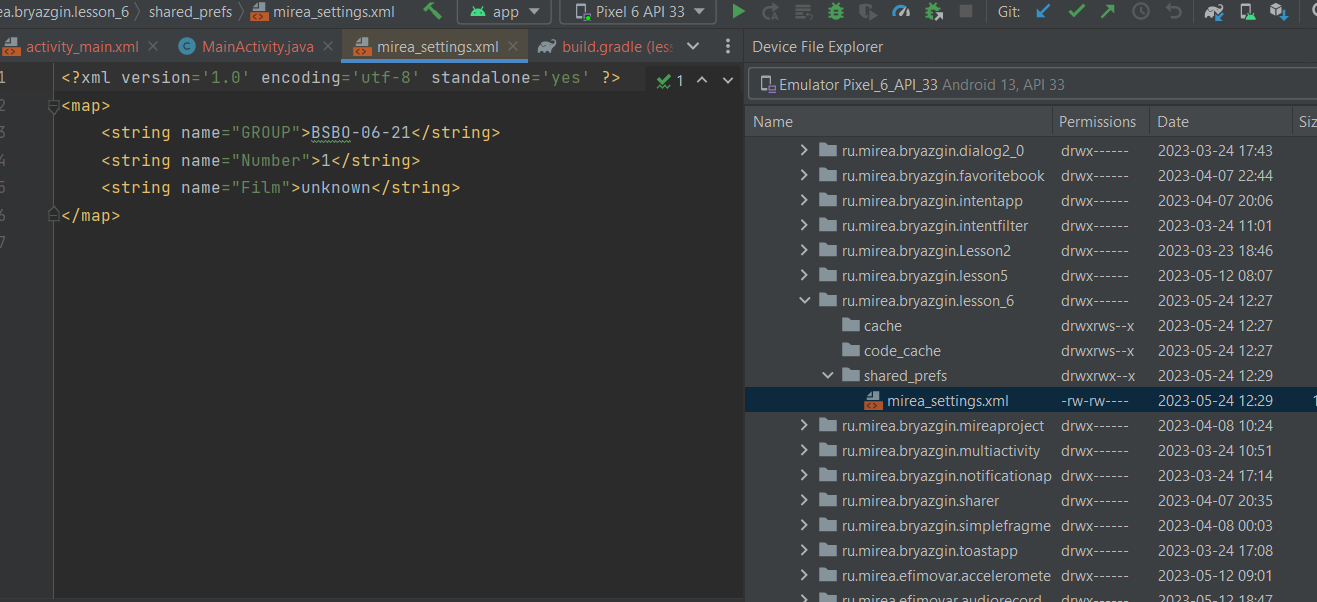 ea.bryazgin.lesson_6 shared_prefs mirea_settings.xml app Pixel 6 API 33 Git:
activity_main.xml MainActivity.java mirea_settings.xml build.gradle (les
Device File Explorer
1 <?xml version='1.0' encoding='utf-8' standalone='yes' ?> 1
2 <map>
3 <string name="GROUP">BSBO-06-21</string>
4 <string name="Number">1</string>
5 <string name="Film">unknown</string>
6 </map>
7
Emulator Pixel_6_API_33 Android 13, API 33
Name Permissions Date Siz
ru.mirea.bryazgin.dialog2_0 drwx------ 2023-03-24 17:43
ru.mirea.bryazgin.favoritebook drwx------ 2023-04-07 22:44
ru.mirea.bryazgin.intentapp drwx------ 2023-04-07 20:06
ru.mirea.bryazgin.intentfilter drwx------ 2023-03-24 11:01
ru.mirea.bryazgin.Lesson2 drwx------ 2023-03-23 18:46
ru.mirea.bryazgin.lesson5 drwx------ 2023-05-12 08:07
ru.mirea.bryazgin.lesson_6 drwx------ 2023-05-24 12:27
cache drwxrws--x 2023-05-24 12:27
code_cache drwxrws--x 2023-05-24 12:27
shared_prefs drwxrwx--x 2023-05-24 12:29
mirea_settings.xml -rw-rw---- 2023-05-24 12:29 1
ru.mirea.bryazgin.mireaproject drwx------ 2023-04-08 10:24
ru.mirea.bryazgin.multiactivity drwx------ 2023-03-24 10:51
ru.mirea.bryazgin.notificationap drwx------ 2023-03-24 17:14
ru.mirea.bryazgin.sharer drwx------ 2023-04-07 20:35
ru.mirea.bryazgin.simplefragme drwx------ 2023-04-08 00:03
ru.mirea.bryazgin.toastapp drwx------ 2023-03-24 17:08
ru.mirea.efimovar.acceleromete drwx------ 2023-05-12 09:01
ru.mirea.efimovar.audiorecord drwx------ 2023-05-12 18:47